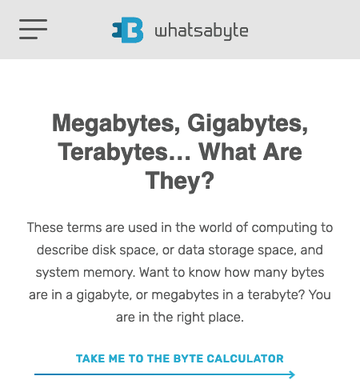 whatsabyte
Megabytes, Gigabytes,
Terabytes... What Are
They?
These terms are used in the world of computing to
describe disk space, or data storage space, and
system memory. Want to know how many bytes
are in a gigabyte, or megabytes in a terabyte? You
are in the right place.
TAKE ME TO THE BYTE CALCULATOR